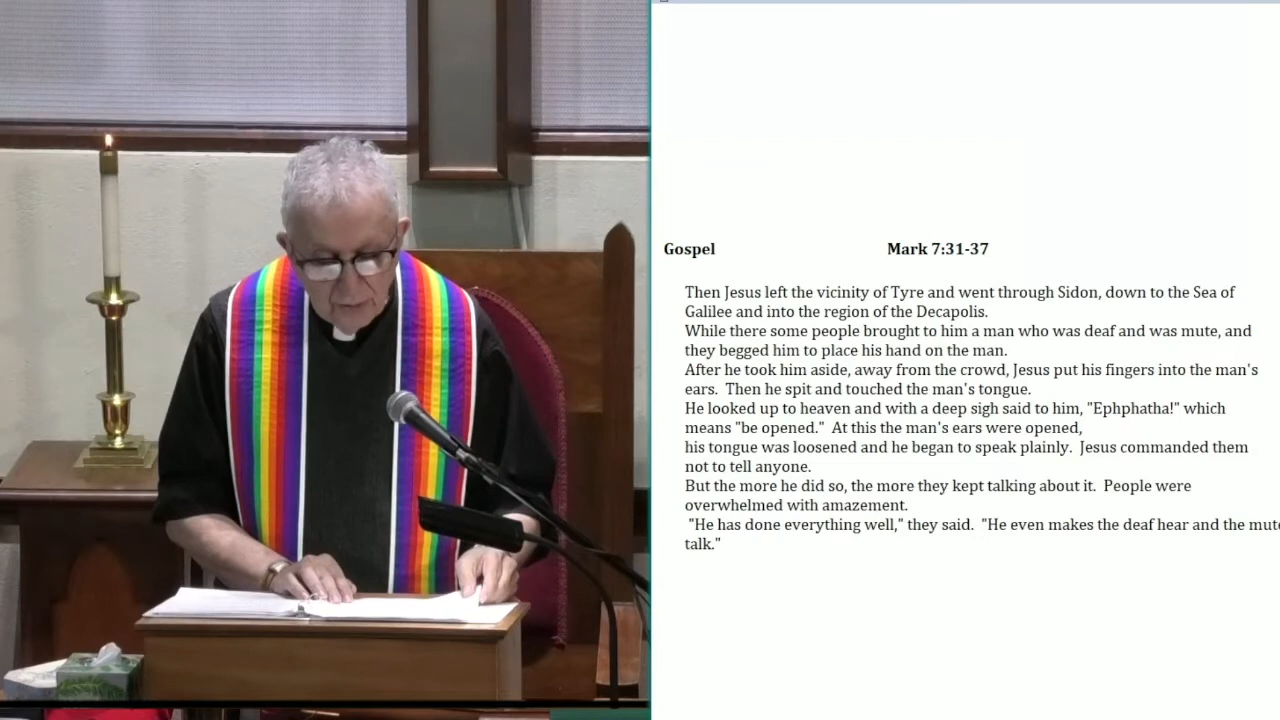 Gospel Mark 7:31-37
Then Jesus left the vicinity of Tyre and went through Sidon, down to the Sea of
Galilee and into the region of the Decapolis.
While there some people brought to him a man who was deaf and was mute, and
they begged him to place his hand on the man.
After he took him aside, away from the crowd, Jesus put his fingers into the man's
ears.  Then he spit and touched the man's tongue.
He looked up to heaven and with a deep sigh said to him, "Ephphatha!" which
means "be opened."  At this the man's ears were opened,
his tongue was loosened and he began to speak plainly.  Jesus commanded them
not to tell anyone.
But the more he did so, the more they kept talking about it.  People were
overwhelmed with amazement.
"He has done everything well," they said.  "He even makes the deaf hear and the mute
talk."